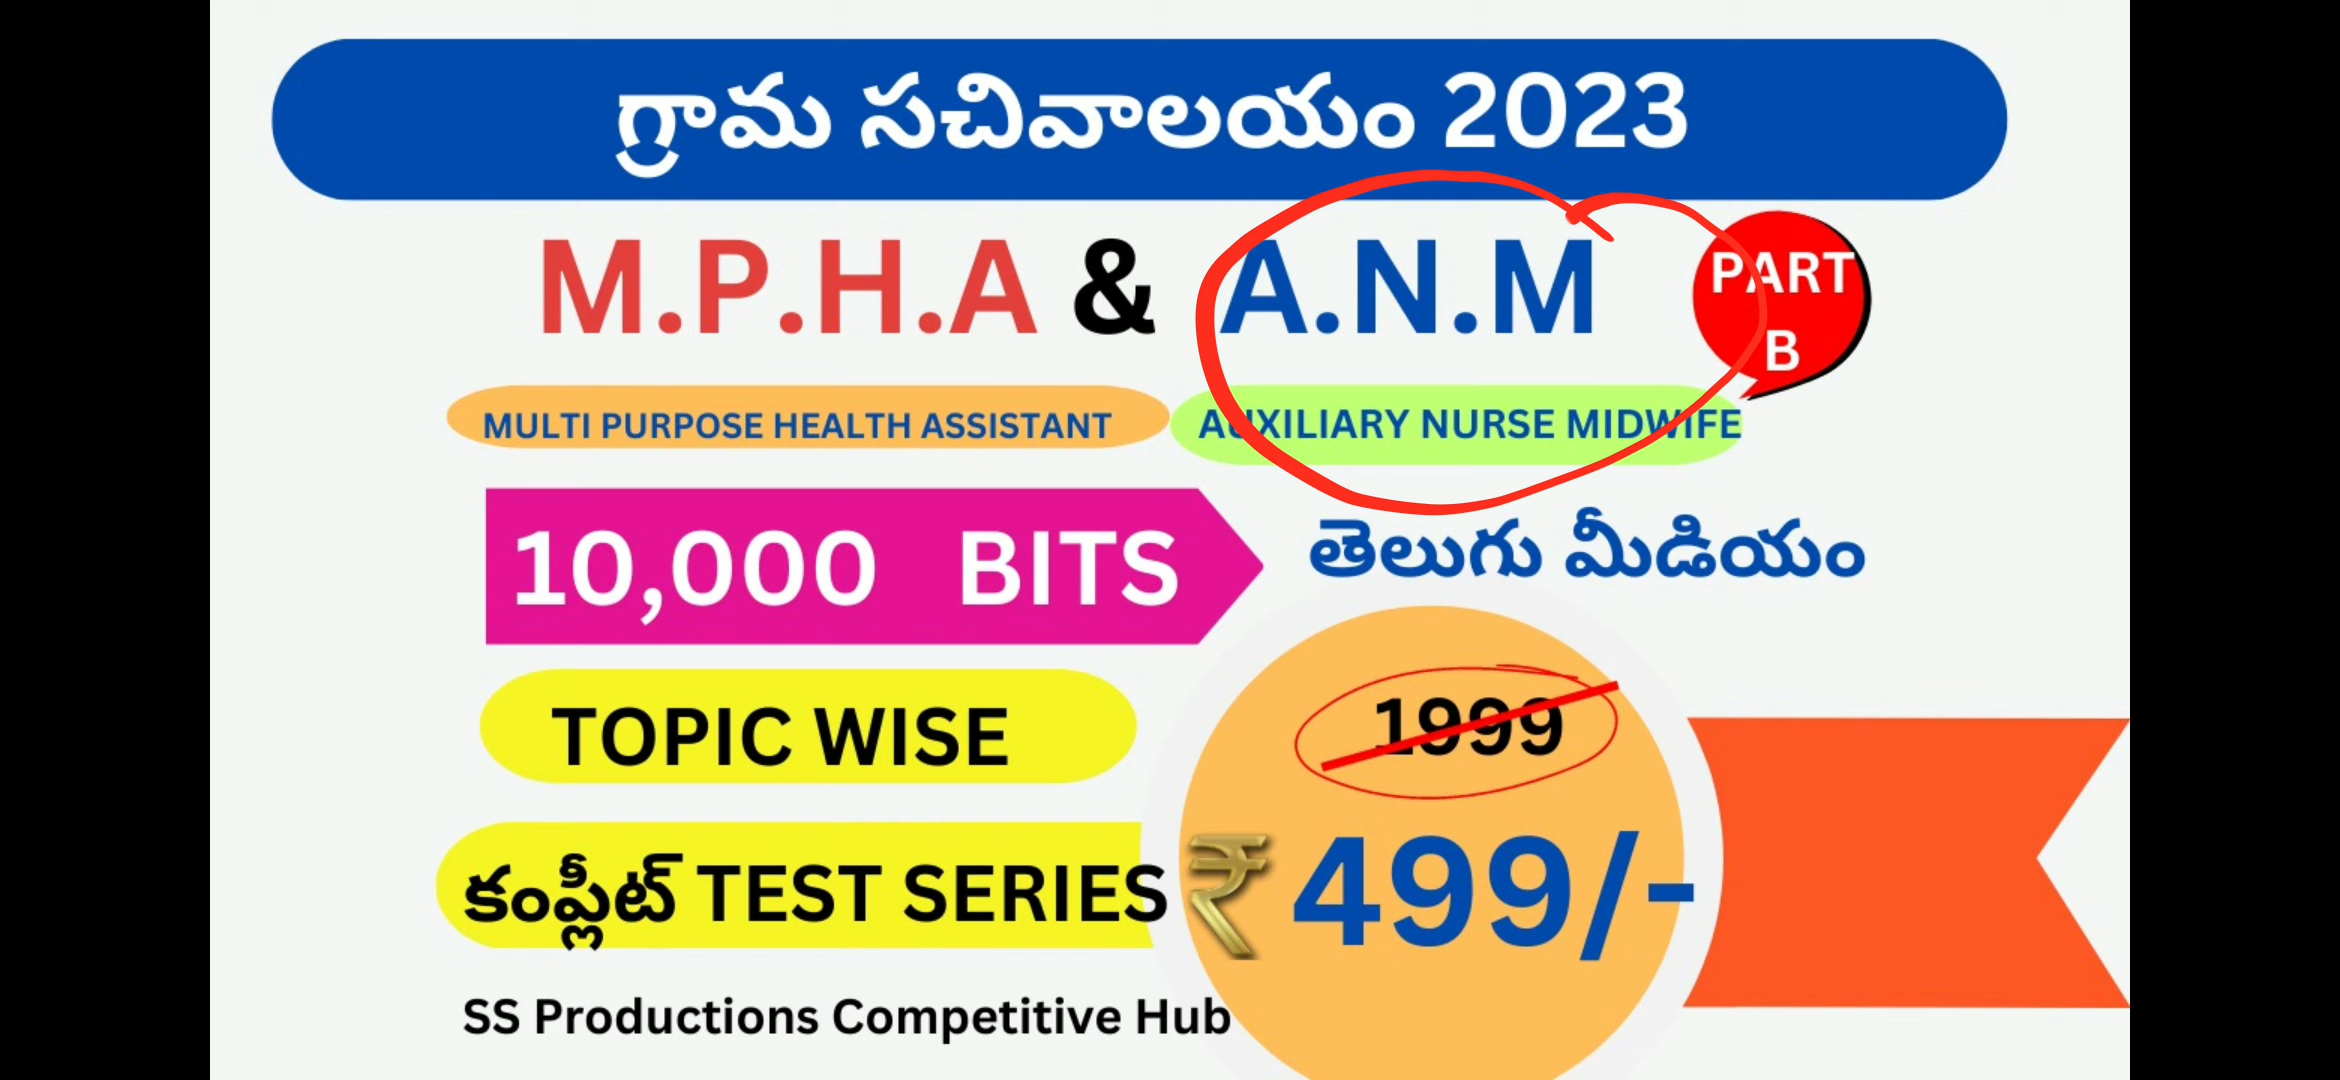 గ్రామ సచివాలయం 2023
M.P.H.A & A.N.M
PART
B
MULTI PURPOSE HEALTH ASSISTANT
AUXILIARY NURSE MIDWIFE
10,000 BITS
తెలుగు మీడియం
TOPIC WISE
1999
కంప్లీట్ TEST SERIES
₹ 499/-
SS Productions Competitive Hub